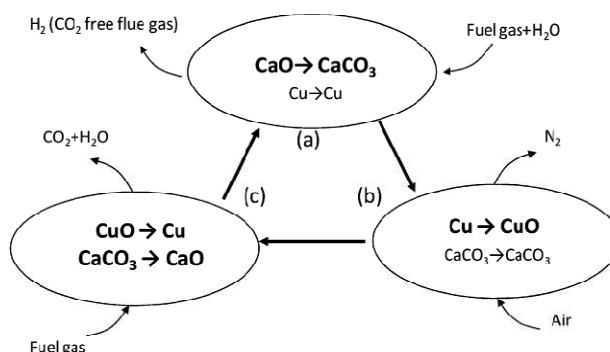 H₂ (CO₂ free flue gas)
Fuel gas+H₂O
CaO→CaCO₃
Cu→Cu
(a)
CO₂+H₂O
N₂
(c)
(b)
CuO→Cu
CaCO₃→CaO
Cu→CuO
CaCO₃→CaCO₃
Fuel gas
Air